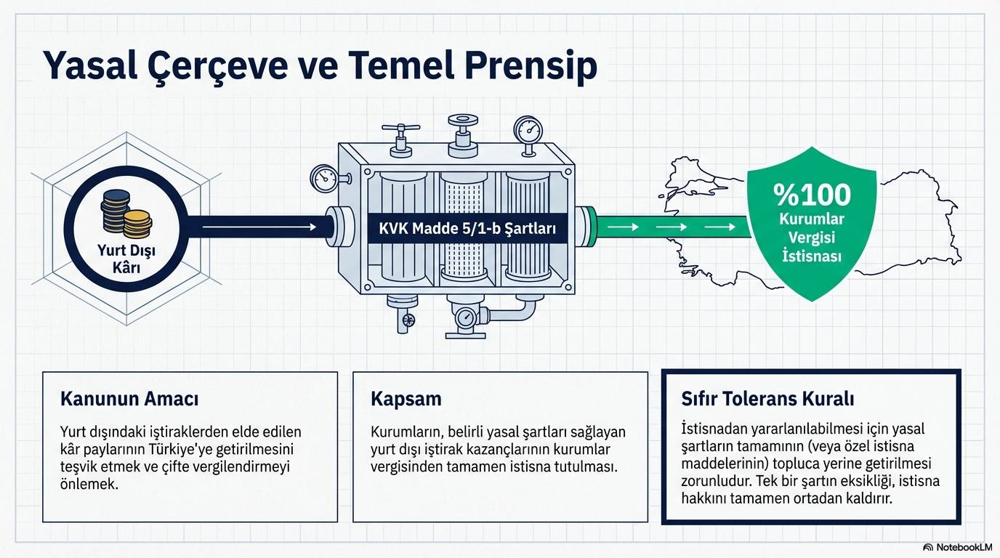 Yasal Çerçeve ve Temel Prensip
Yurt Dışı
Kârı
KVK Madde 5/1-b Şartları
%100
Kurumlar
Vergisi
İstisnası
Kanunun Amacı
Yurt dışındaki iştiraklerden elde edilen
kâr paylarının Türkiye'ye getirilmesini
teşvik etmek ve çifte vergilendirmeyi
önlemek.
Kapsam
Kurumların, belirli yasal şartları sağlayan
yurt dışı iştirak kazançlarının kurumlar
vergisinden tamamen istisna tutulması.
Sıfır Tolerans Kuralı
İstisnadan yararlanılabilmesi için yasal
şartların tamamının (veya özel istisna
maddelerinin) topluca yerine getirilmesi
zorunludur. Tek bir şartın eksikliği, istisna
hakkını tamamen ortadan kaldırır.
NotebookLM